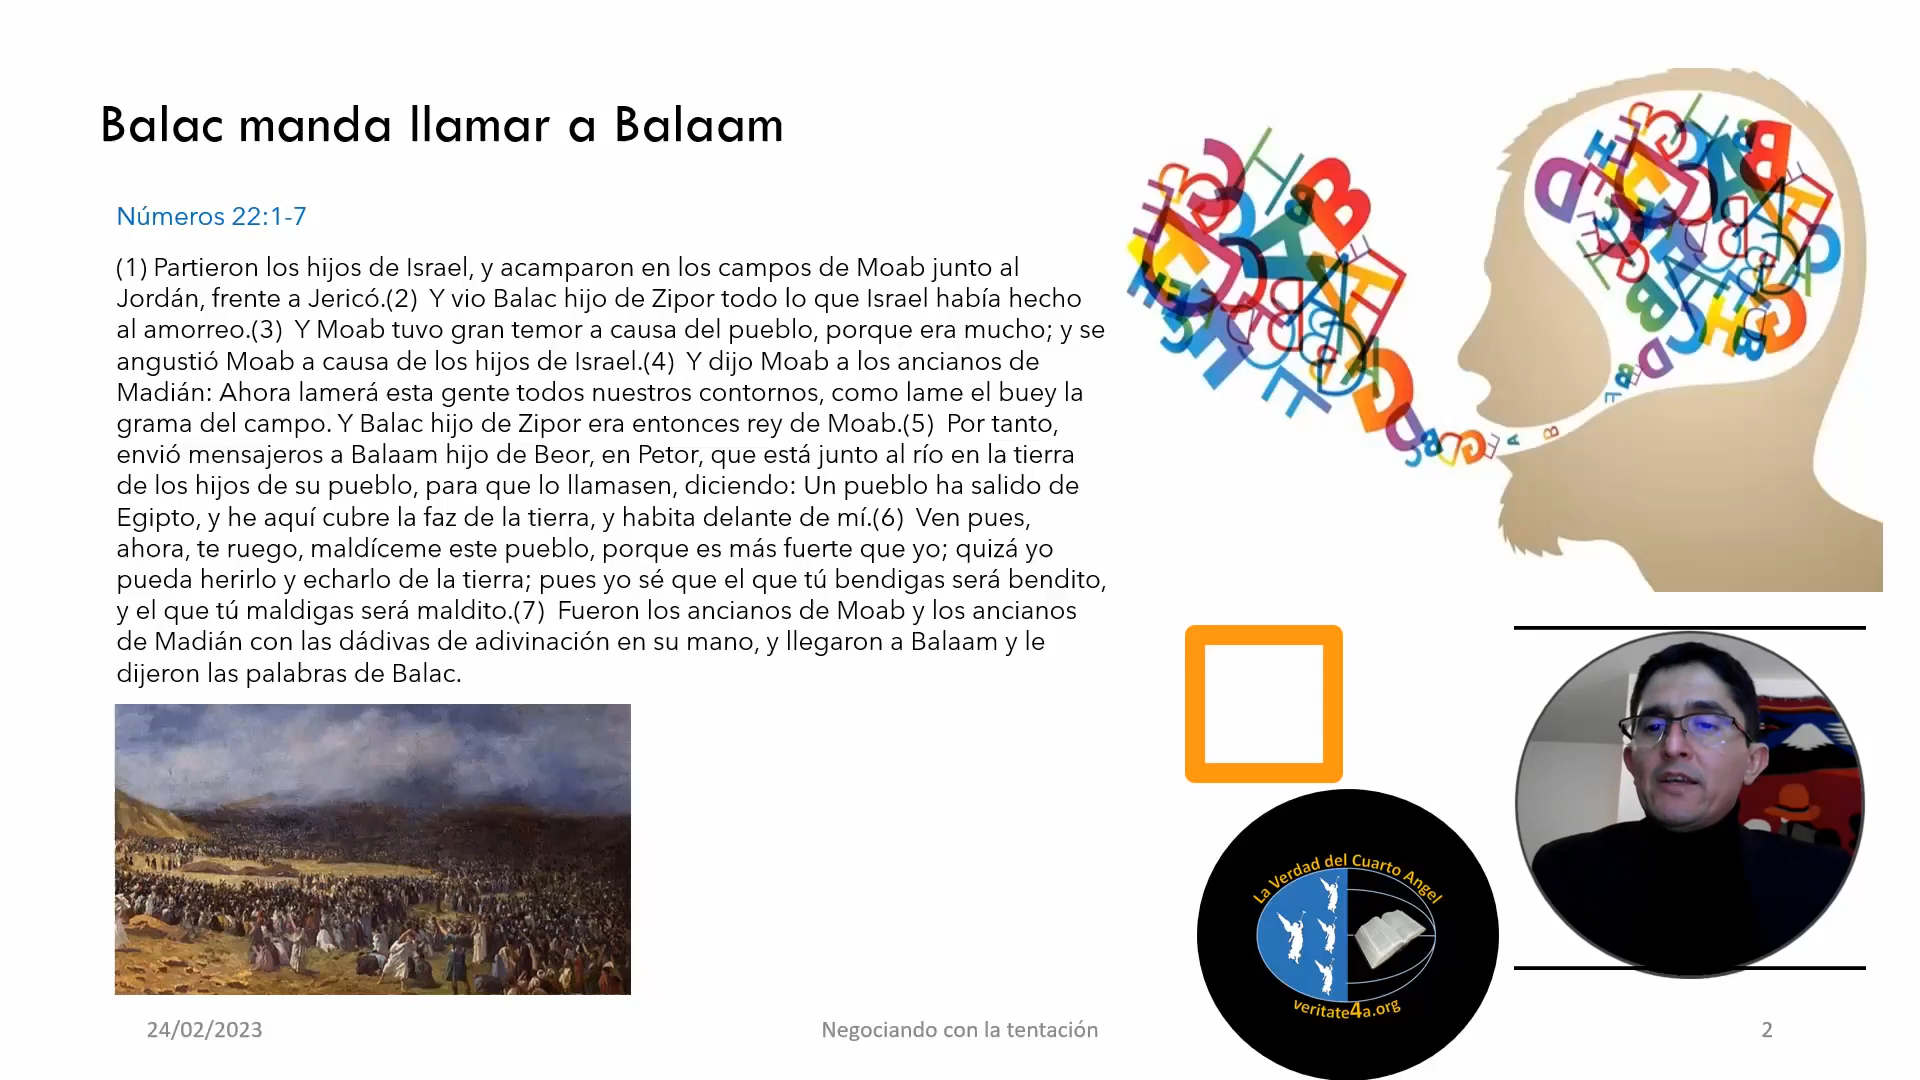 Balac manda llamar a Balaam
Números 22:1-7
(1) Partieron los hijos de Israel, y acamparon en los campos de Moab junto al
Jordán, frente a Jericó.(2)  Y vio Balac hijo de Zipor todo lo que Israel había hecho
al amorreo.(3)  Y Moab tuvo gran temor a causa del pueblo, porque era mucho; y se
angustió Moab a causa de los hijos de Israel.(4)  Y dijo Moab a los ancianos de
Madián: Ahora lamerá esta gente todos nuestros contornos, como lame el buey la
grama del campo. Y Balac hijo de Zipor era entonces rey de Moab.(5)  Por tanto,
envió mensajeros a Balaam hijo de Beor, en Petor, que está junto al río en la tierra
de los hijos de su pueblo, para que lo llamasen, diciendo: Un pueblo ha salido de
Egipto, y he aquí cubre la faz de la tierra, y habita delante de mí.(6)  Ven pues,
ahora, te ruego, maldíceme este pueblo, porque es más fuerte que yo; quizá yo
pueda herirlo y echarlo de la tierra; pues yo sé que el que tú bendigas será bendito,
y el que tú maldigas será maldito.(7)  Fueron los ancianos de Moab y los ancianos
de Madián con las dádivas de adivinación en su mano, y llegaron a Balaam y le
dijeron las palabras de Balac.
La Verdad del Cuarto Angel
veritate4a.org
24/02/2023
Negociando con la tentación
2